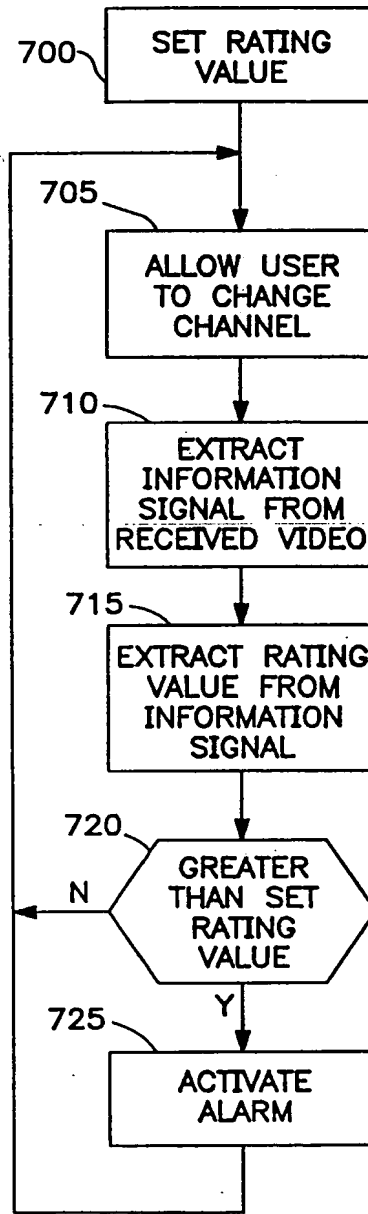 700
SET RATING
VALUE
705
ALLOW USER
TO CHANGE
CHANNEL
710
EXTRACT
INFORMATION
SIGNAL FROM
RECEIVED VIDEO
715
EXTRACT RATING
VALUE FROM
INFORMATION
SIGNAL
720
GREATER
THAN SET
RATING
VALUE
N
Y
725
ACTIVATE
ALARM